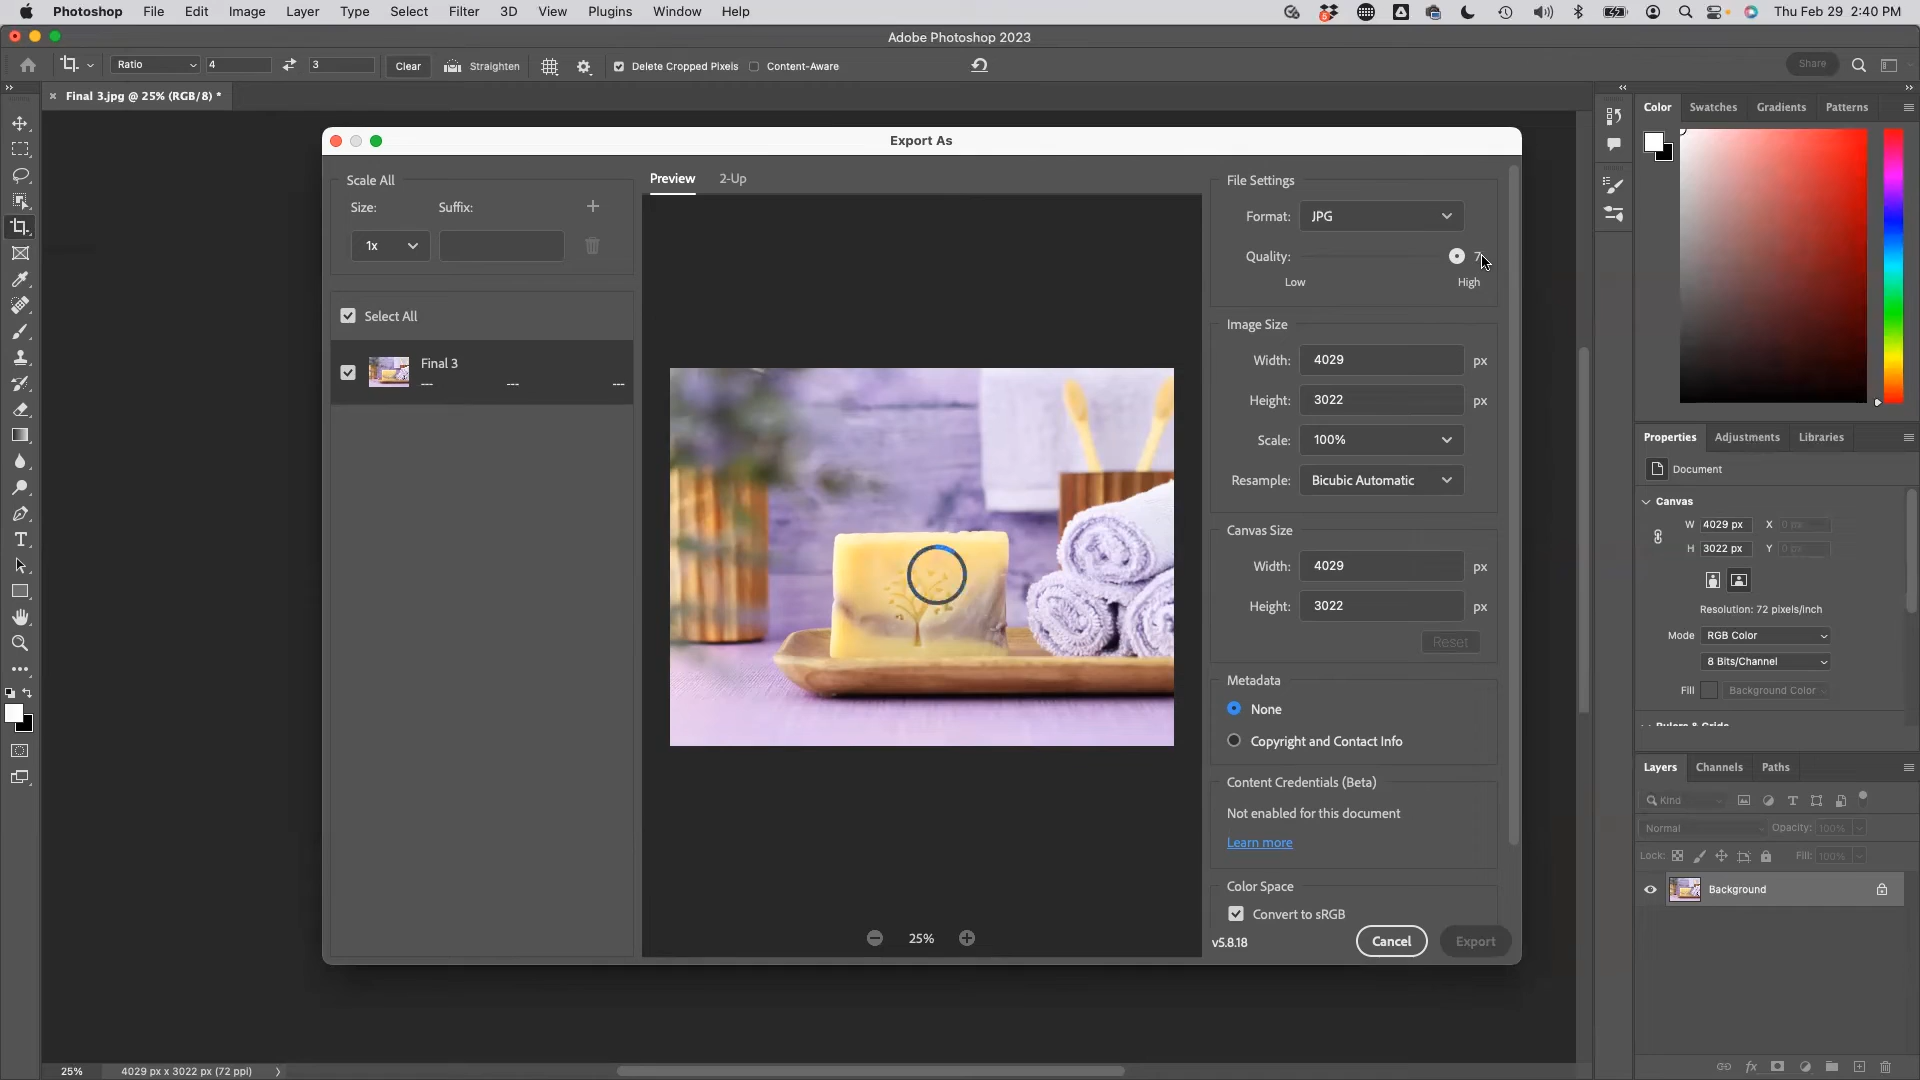 Photoshop File Edit Image Layer Type Select Filter 3D View Plugins Window Help Thu Feb 29 2:40 PM
Adobe Photoshop 2023
Ratio 4 3 Clear Straighten Delete Cropped Pixels Content-Aware Share
Final 3.jpg @ 25% (RGB/8) *
Export As
Scale All
Size: Suffix:
1x
Select All
Final 3
--- --- ---
Preview 2-Up
25%
File Settings
Format: JPG
Quality: 7
Low High
Image Size
Width: 4029 px
Height: 3022 px
Scale: 100%
Resample: Bicubic Automatic
Canvas Size
Width: 4029 px
Height: 3022 px
Reset
Metadata
None
Copyright and Contact Info
Content Credentials (Beta)
Not enabled for this document
Learn more
Color Space
Convert to sRGB
v5.8.18 Cancel Export
Color Swatches Gradients Patterns
Properties Adjustments Libraries
Document
Canvas
W 4029 px X 0 px
H 3022 px Y 0 px
Resolution: 72 pixels/inch
Mode RGB Color
8 Bits/Channel
Fill Background Color
Rulers & Grids
Layers Channels Paths
Kind
Normal Opacity: 100%
Lock: Fill: 100%
Background
25% 4029 px x 3022 px (72 ppi)